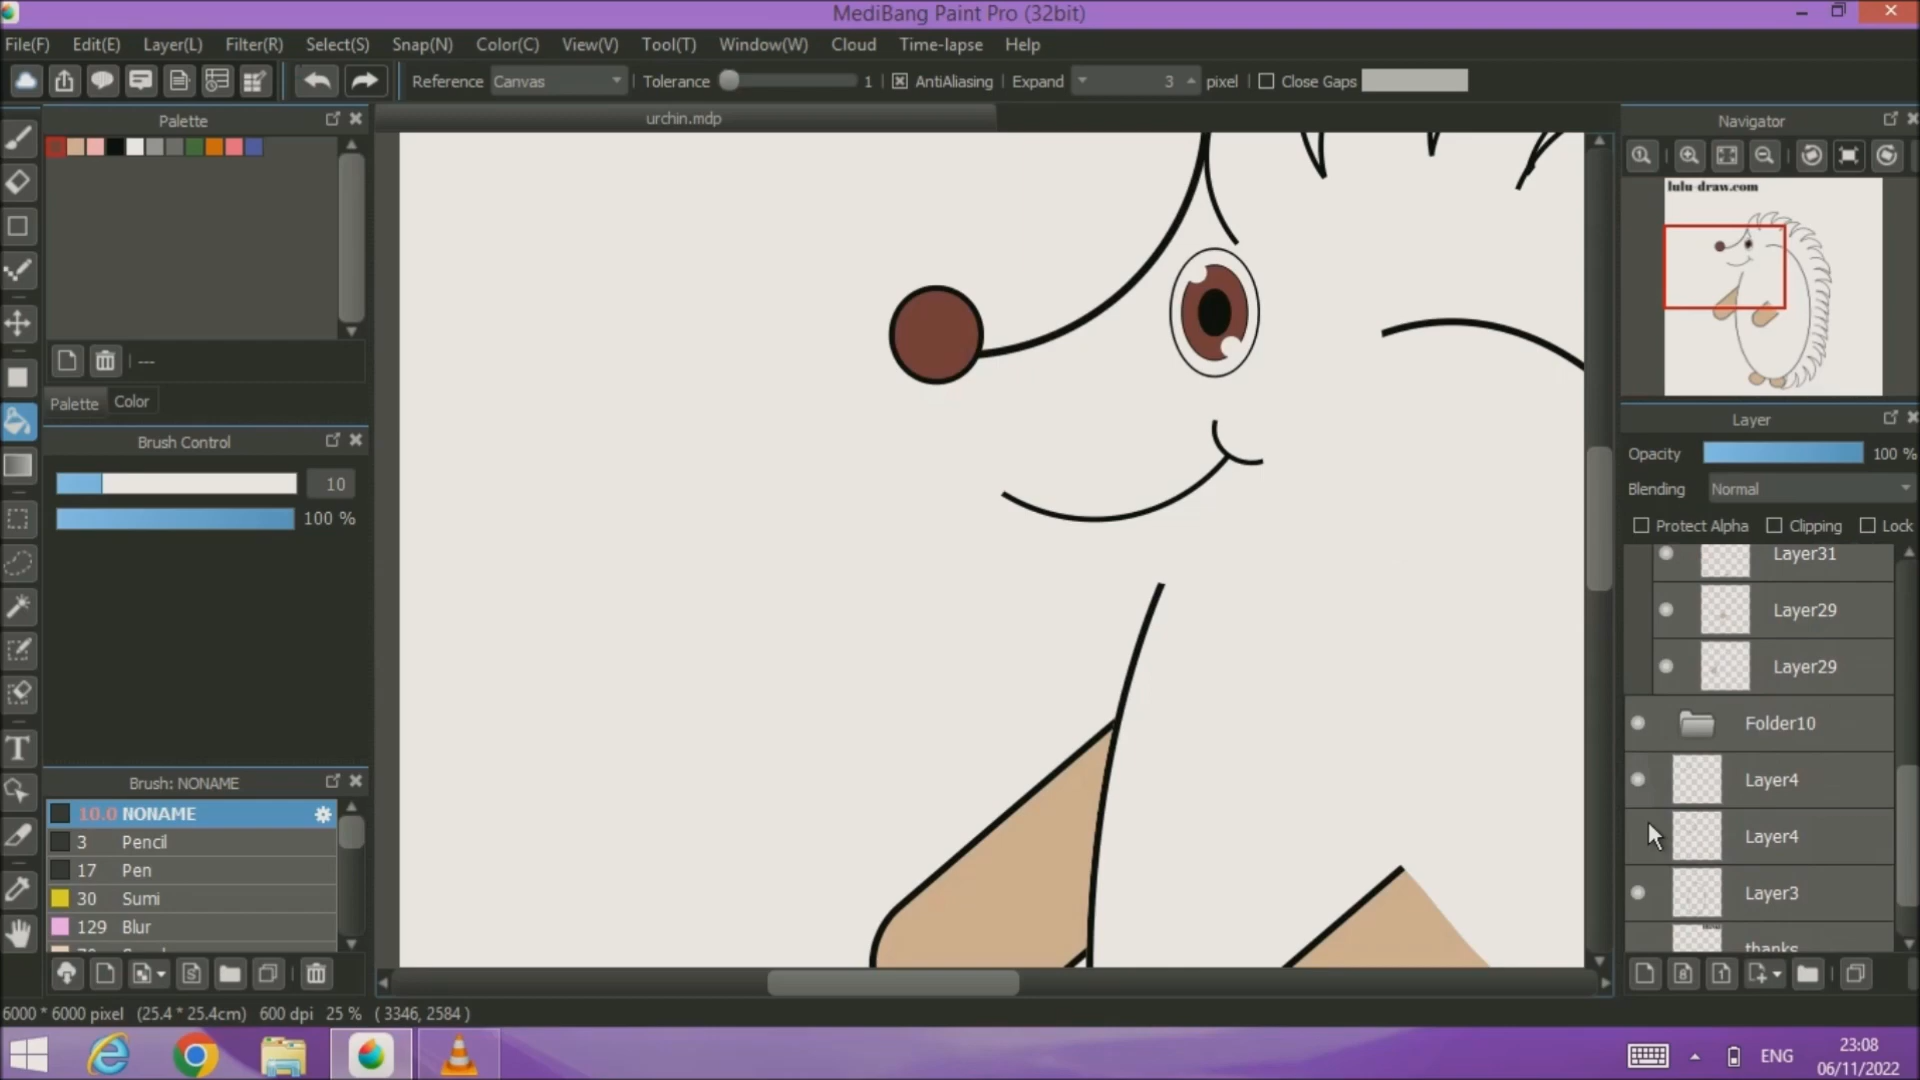 MediBang Paint Pro (32bit)
File(F) Edit(E) Layer(L) Filter(R) Select(S) Snap(N) Color(C) View(V) Tool(T) Window(W) Cloud Time-lapse Help
Reference Canvas Tolerance 1 AntiAliasing Expand 3 pixel Close Gaps
Palette
urchin.mdp
Navigator
lulu-draw.com
---
Palette Color
Brush Control
10
100 %
Layer
Opacity 100 %
Blending Normal
Protect Alpha Clipping Lock
Layer31
Layer29
Layer29
Folder10
Layer4
Layer4
Layer3
thanks
Brush: NONAME
10.0 NONAME
3 Pencil
17 Pen
30 Sumi
129 Blur
T
6000 * 6000 pixel (25.4 * 25.4cm) 600 dpi 25 % ( 3346, 2584 )
ENG
23:08
06/11/2022